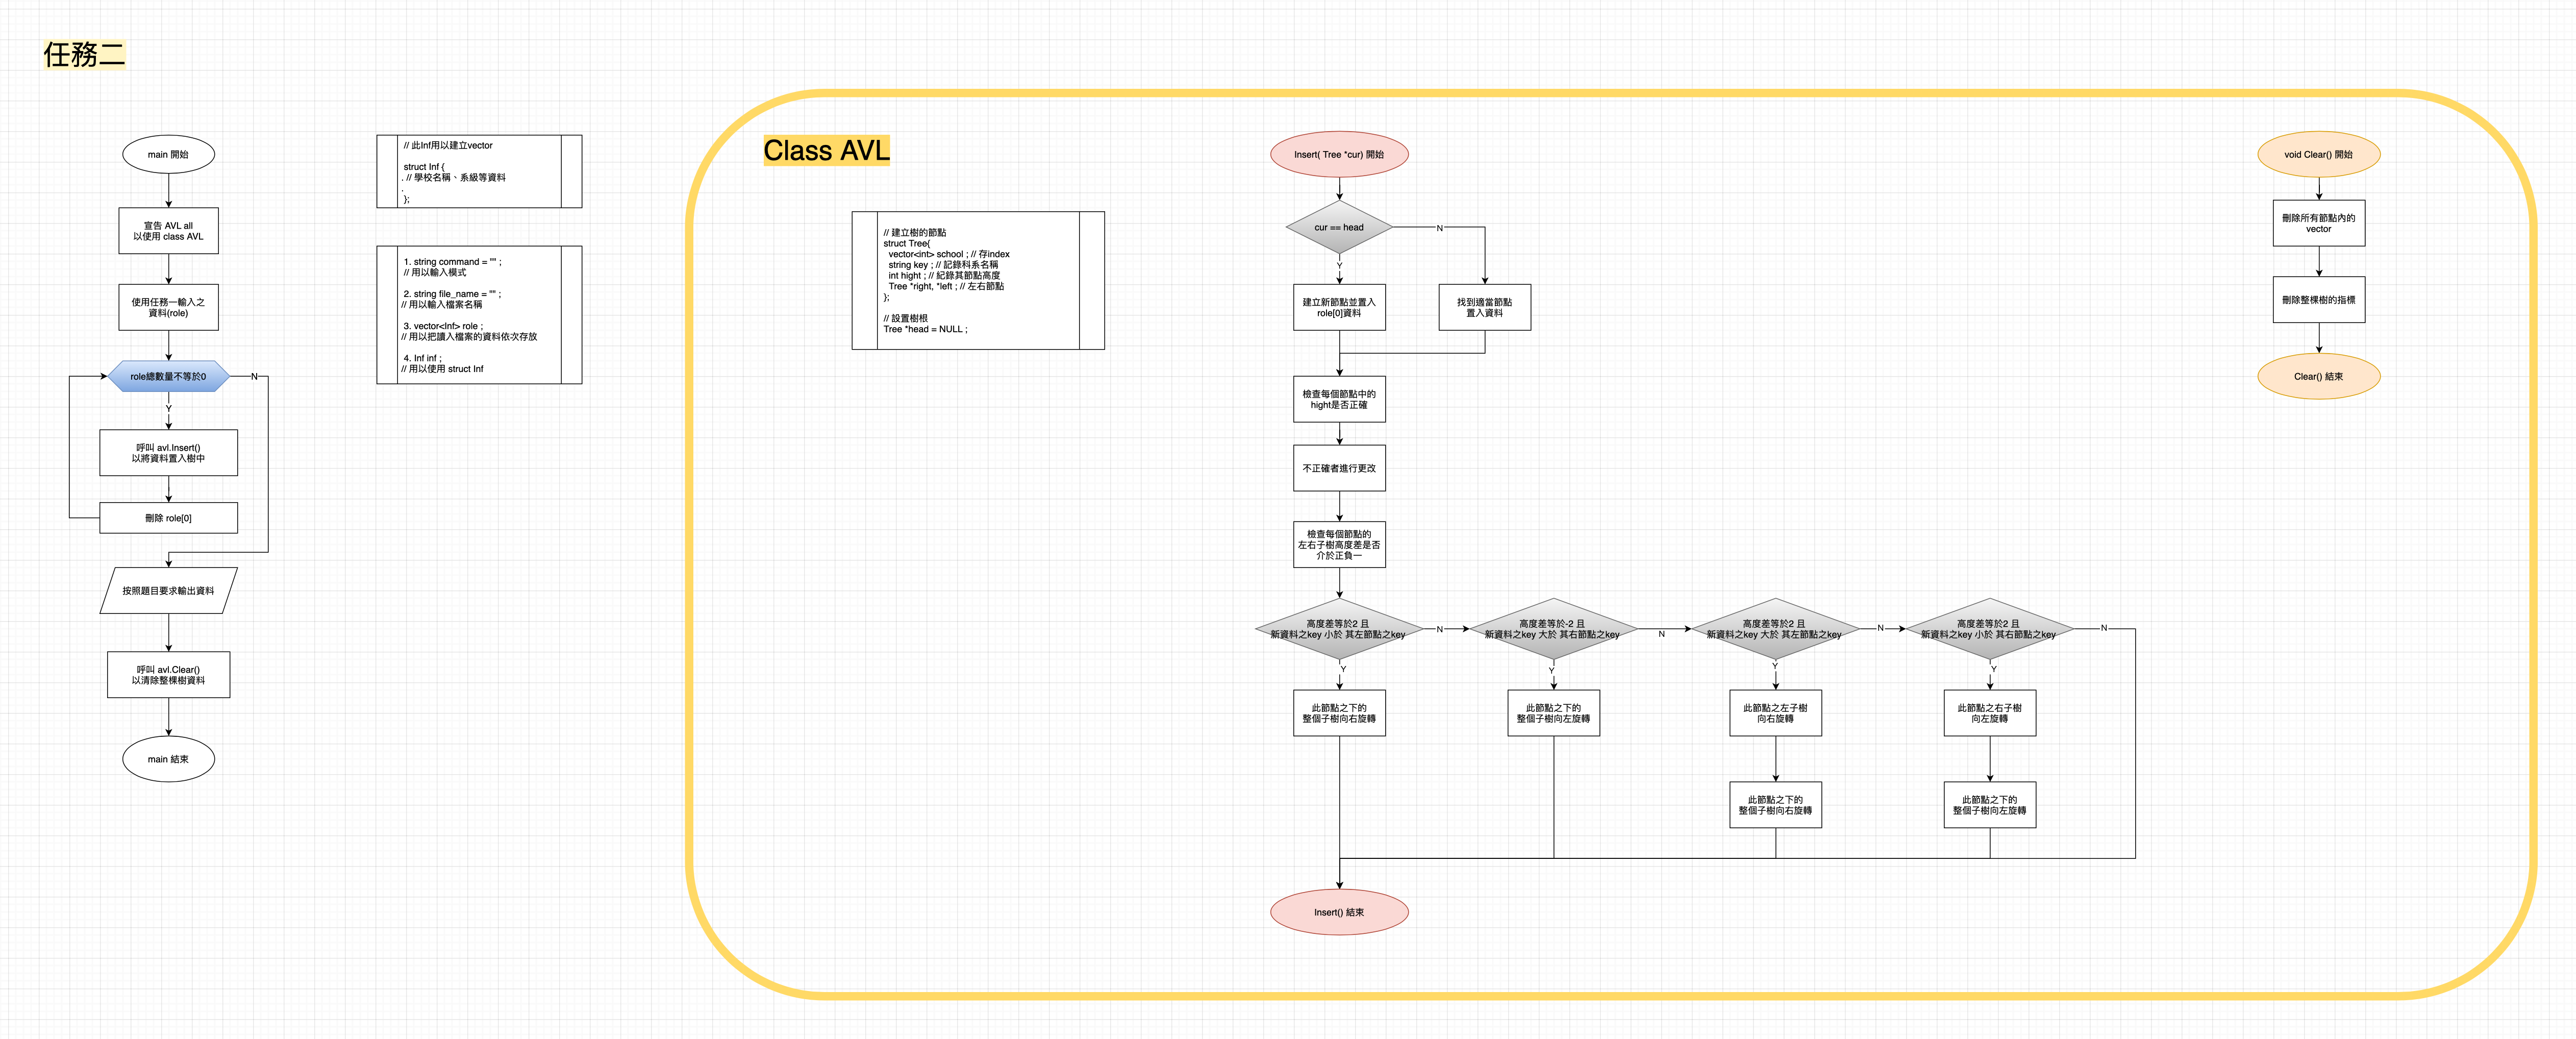 任務二
main 開始
宣告 AVL all
以使用 class AVL
使用任務一輸入之
資料(role)
role總數量不等於0
N
Y
呼叫 avl.Insert()
以將資料置入樹中
刪除 role[0]
按照題目要求輸出資料
呼叫 avl.Clear()
以清除整棵樹資料
main 結束
// 此Inf用以建立vector
struct Inf {
. // 學校名稱、系級等資料
.
};
1. string command = "" ;
// 用以輸入模式
2. string file_name = "" ;
// 用以輸入檔案名稱
3. vector<Inf> role ;
// 用以把讀入檔案的資料依次存放
4. Inf inf ;
// 用以使用 struct Inf
Class AVL
// 建立樹的節點
struct Tree{
vector<int> school ; // 存index
string key ; // 記錄科系名稱
int hight ; // 紀錄其節點高度
Tree *right, *left ; // 左右節點
};
// 設置樹根
Tree *head = NULL ;
Insert( Tree *cur) 開始
cur == head
N
Y
建立新節點並置入
role[0]資料
找到適當節點
置入資料
檢查每個節點中的
hight是否正確
不正確者進行更改
檢查每個節點的
左右子樹高度差是否
介於正負一
高度差等於2 且
新資料之key 小於 其左節點之key
N
高度差等於-2 且
新資料之key 大於 其右節點之key
N
高度差等於2 且
新資料之key 大於 其左節點之key
N
高度差等於2 且
新資料之key 小於 其右節點之key
N
Y
Y
Y
Y
此節點之下的
整個子樹向右旋轉
此節點之下的
整個子樹向左旋轉
此節點之左子樹
向右旋轉
此節點之右子樹
向左旋轉
此節點之下的
整個子樹向右旋轉
此節點之下的
整個子樹向左旋轉
Insert() 結束
void Clear() 開始
刪除所有節點內的
vector
刪除整棵樹的指標
Clear() 結束